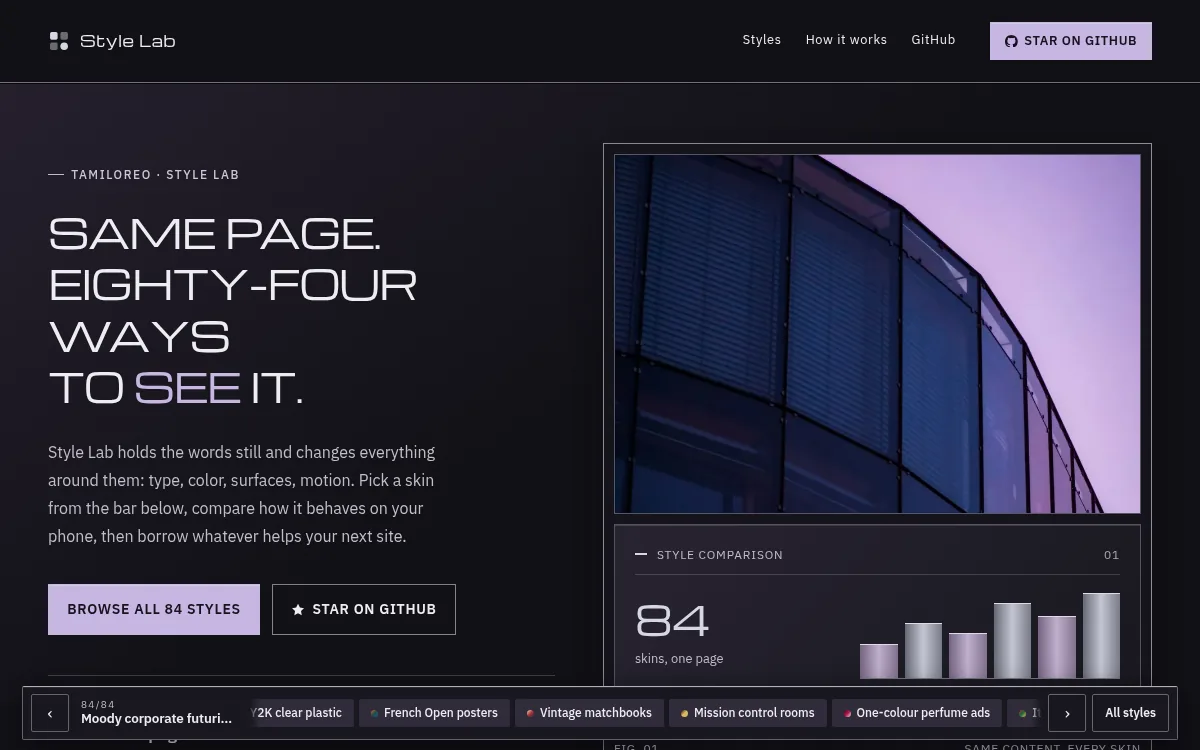 Style Lab
Styles
How it works
GitHub
STAR ON GITHUB
TAMILOREO · STYLE LAB
SAME PAGE.
EIGHTY-FOUR
WAYS
TO SEE IT.
Style Lab holds the words still and changes everything
around them: type, color, surfaces, motion. Pick a skin
from the bar below, compare how it behaves on your
phone, then borrow whatever helps your next site.
BROWSE ALL 84 STYLES
STAR ON GITHUB
STYLE COMPARISON
01
84
skins, one page
84/84
Moody corporate futuri...
Y2K clear plastic
French Open posters
Vintage matchbooks
Mission control rooms
One-colour perfume ads
All styles
FIG. 01
SAME CONTENT, EVERY SKIN